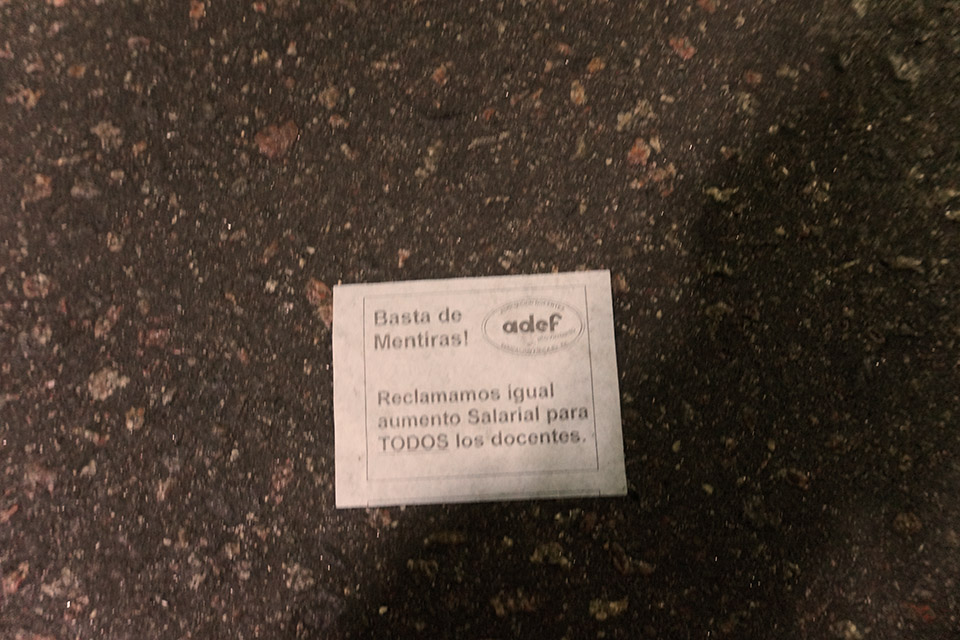 Basta de
Mentiras!
adef
Reclamamos igual
aumento Salarial para
TODOS los docentes.